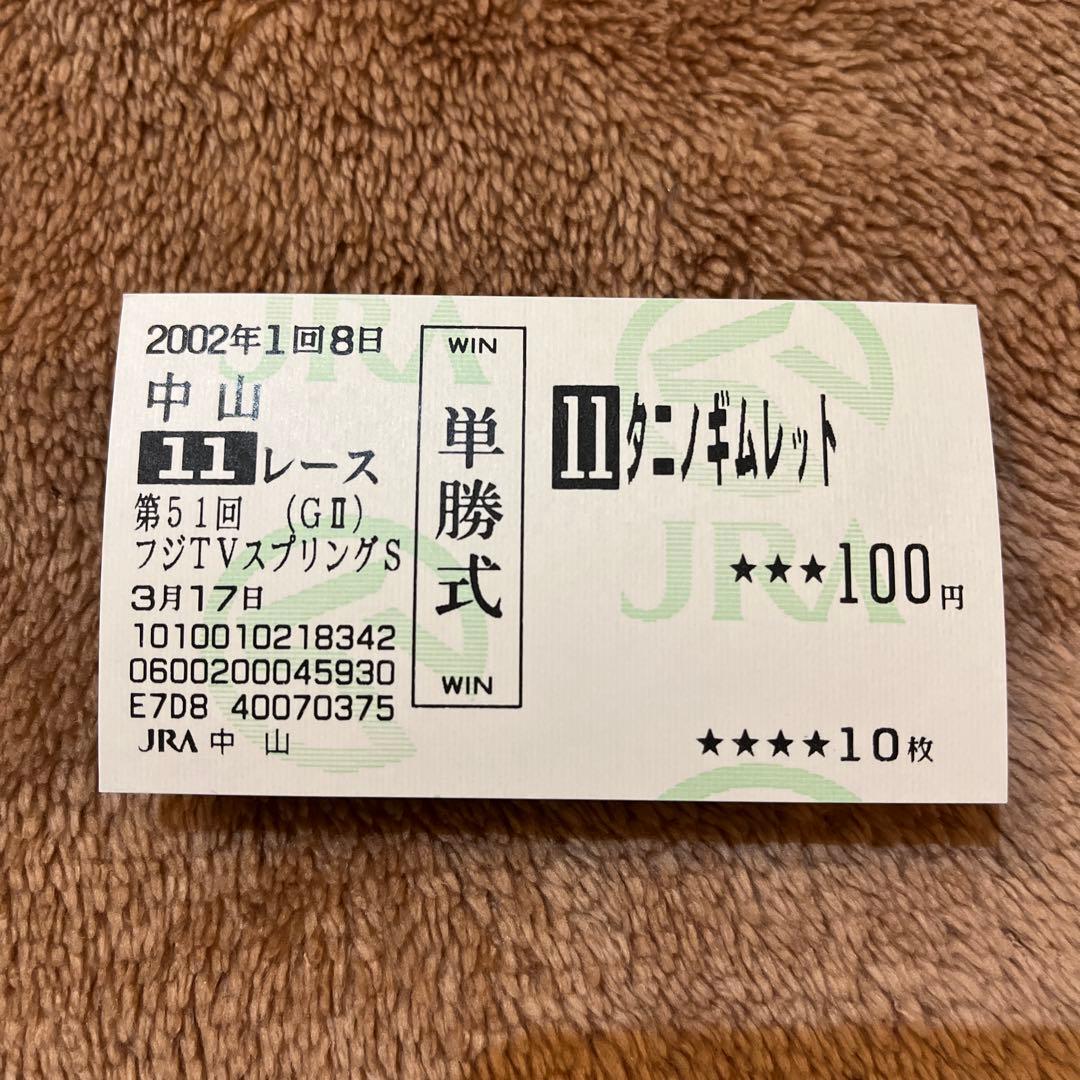 2002年1回8日
中山
11レース
第51回 (GⅡ)
フジTVスプリングS
3月17日
1010010218342
0600200045930
E7D8 40070375
JRA 中 山
WIN
単勝式
WIN
11タニノギムレット
★★★100円
★★★★10枚
JRA
JRA